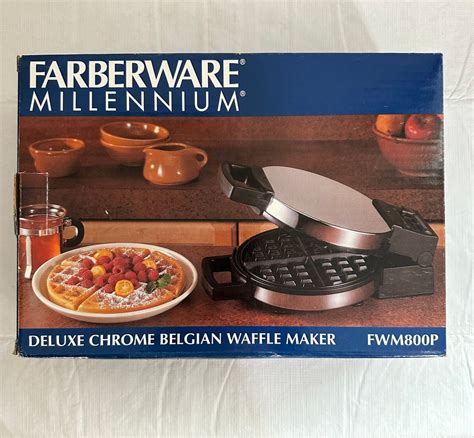 FARBERWARE®
MILLENNIUM®
DELUXE CHROME BELGIAN WAFFLE MAKER FWM800P